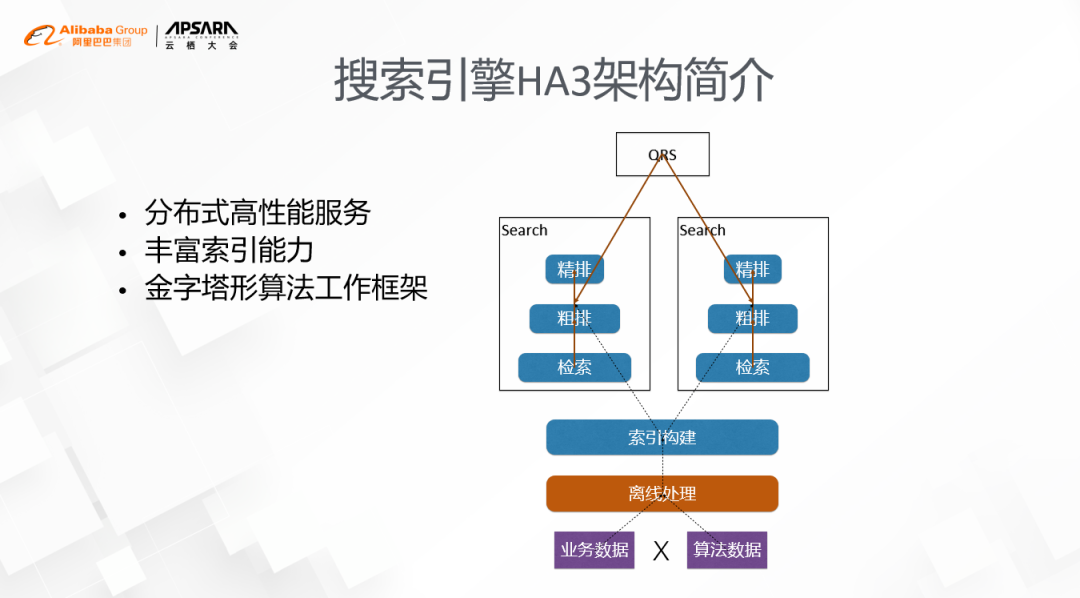 Alibaba Group
阿里巴巴集团
APSARA
云栖大会
搜索引擎HA3架构简介
分布式高性能服务
丰富索引能力
金字塔形算法工作框架
QRS
Search
精排
粗排
检索
Search
精排
粗排
检索
索引构建
离线处理
业务数据 X 算法数据